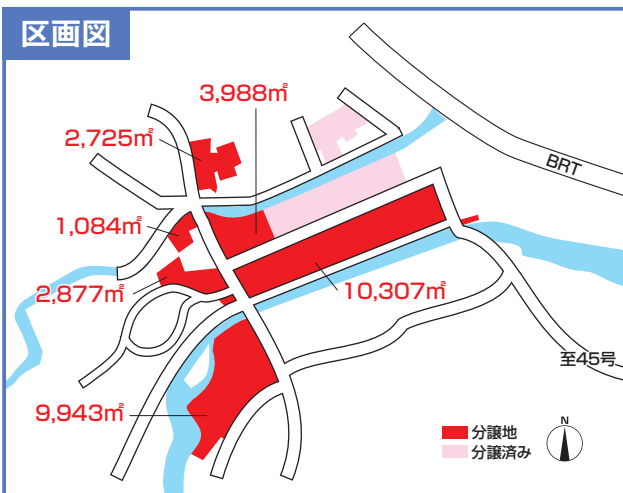 区画図
3,988㎡
2,725㎡
BRT
1,084㎡
2,877㎡
10,307㎡
至45号
9,943㎡
分譲地
分譲済み
N